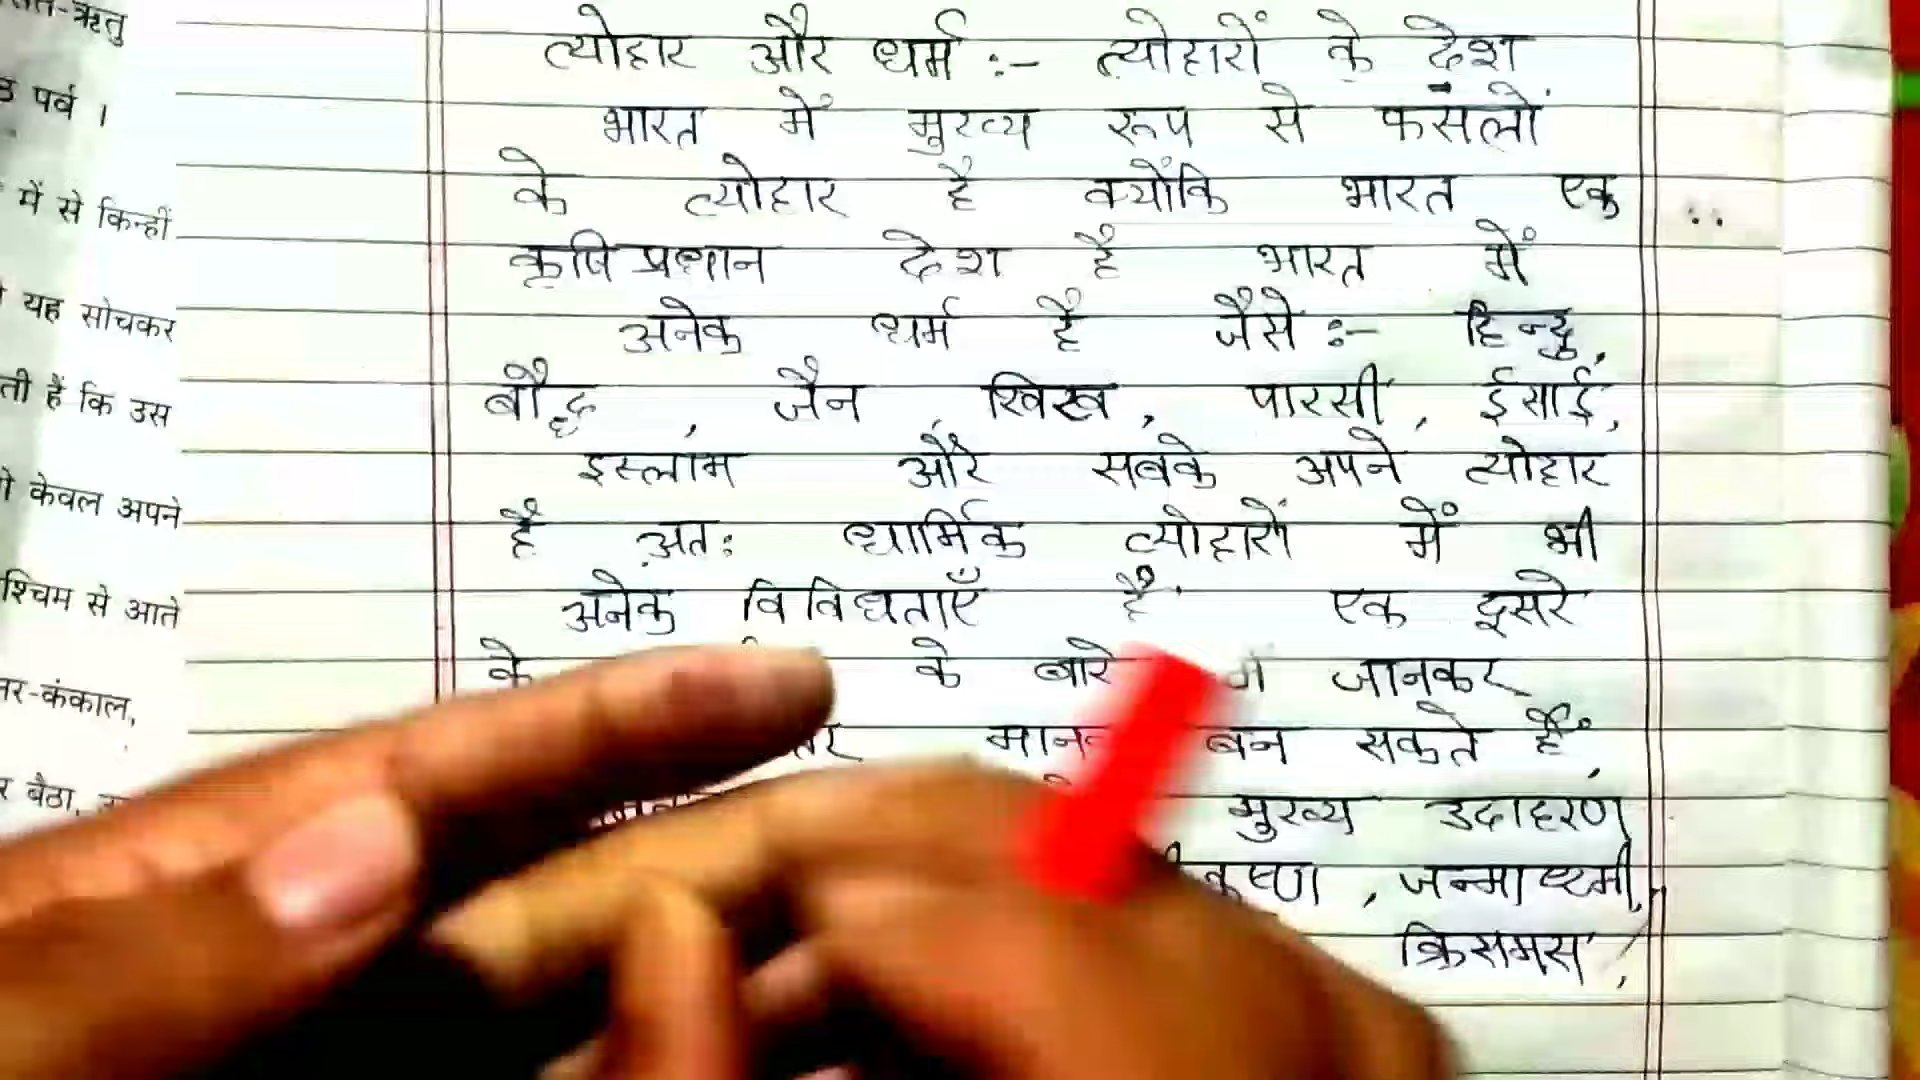 ऋतु
पर्व ।
में से किन्हीं
यह सोचकर
ती हैं कि उस
केवल अपने
श्चिम से आते
नर-कंकाल,
बैठा,
त्योहार और धर्म :- त्योहारों के देश
भारत में मुख्य रूप से फसलों
के त्योहार है क्योंकि भारत एक
कृषि प्रधान देश है भारत में
अनेक धर्म है जैसे :- हिन्दु,
बौद्ध, जैन, खिख, पारसी, ईसाई,
इस्लाम और सबके अपने त्योहार
है अतः धार्मिक त्योहारों में भी
अनेक विविधताएँ है एक दूसरे
के के बारे में जानकर
मानव बन सकते हैं,
मुख्य उदाहरण
कृष्ण, जन्माष्टमी,
क्रिसमस,